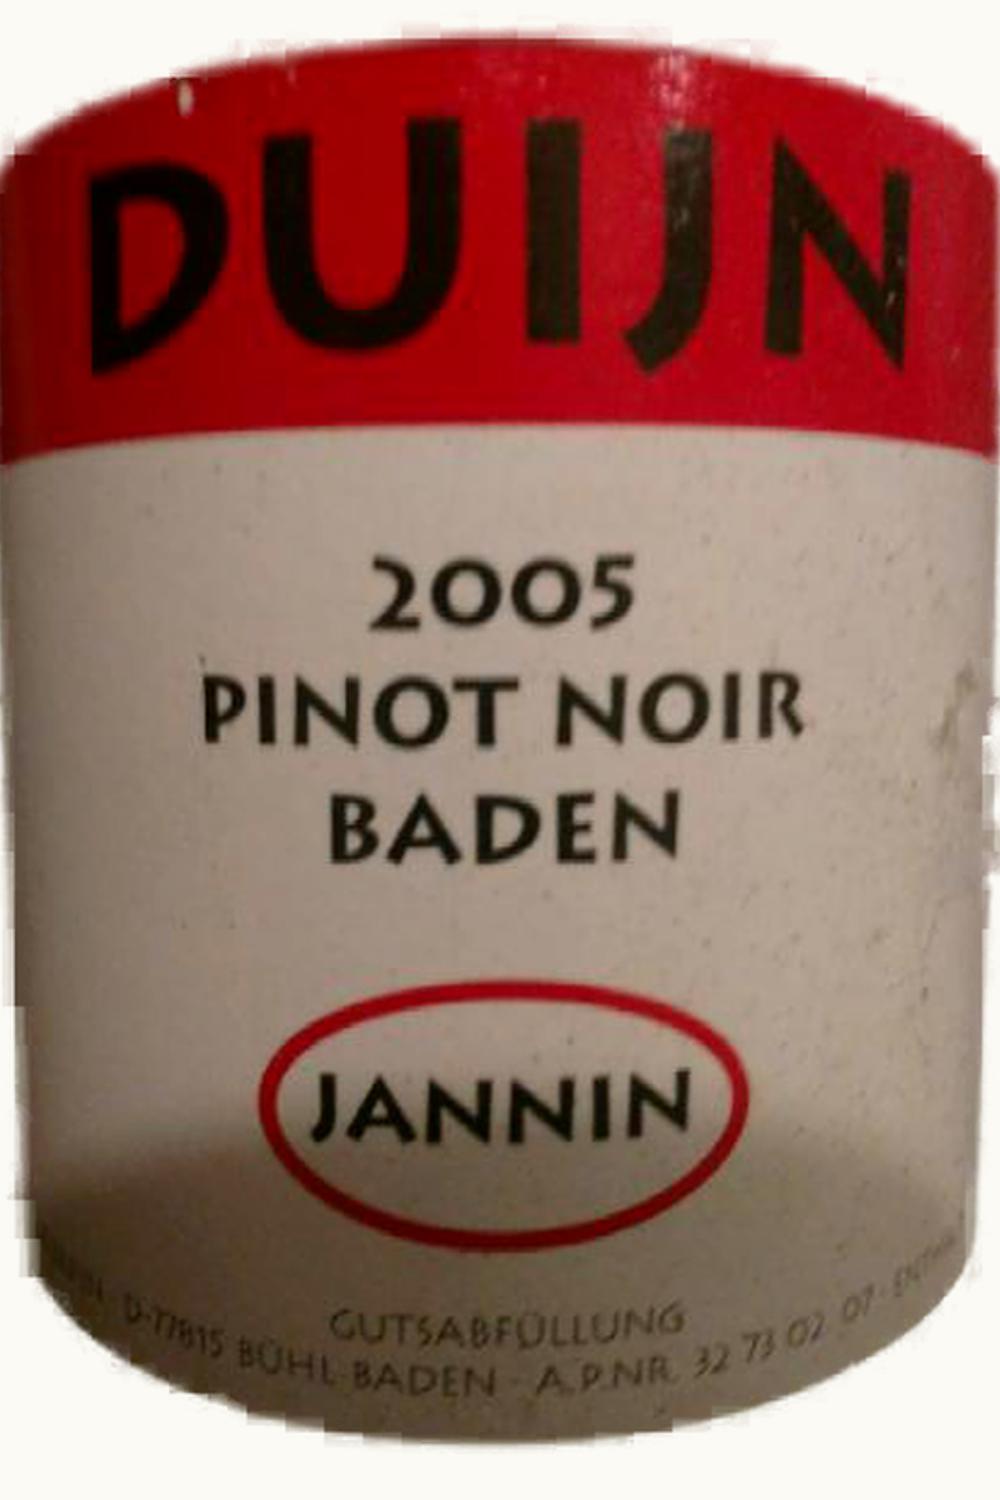 DUIJN
2005
PINOT NOIR
BADEN
JANNIN
GUTSABFÜLLUNG
D-77815 BÜHL-BADEN · A.P.NR. 32 73 02 07 ·